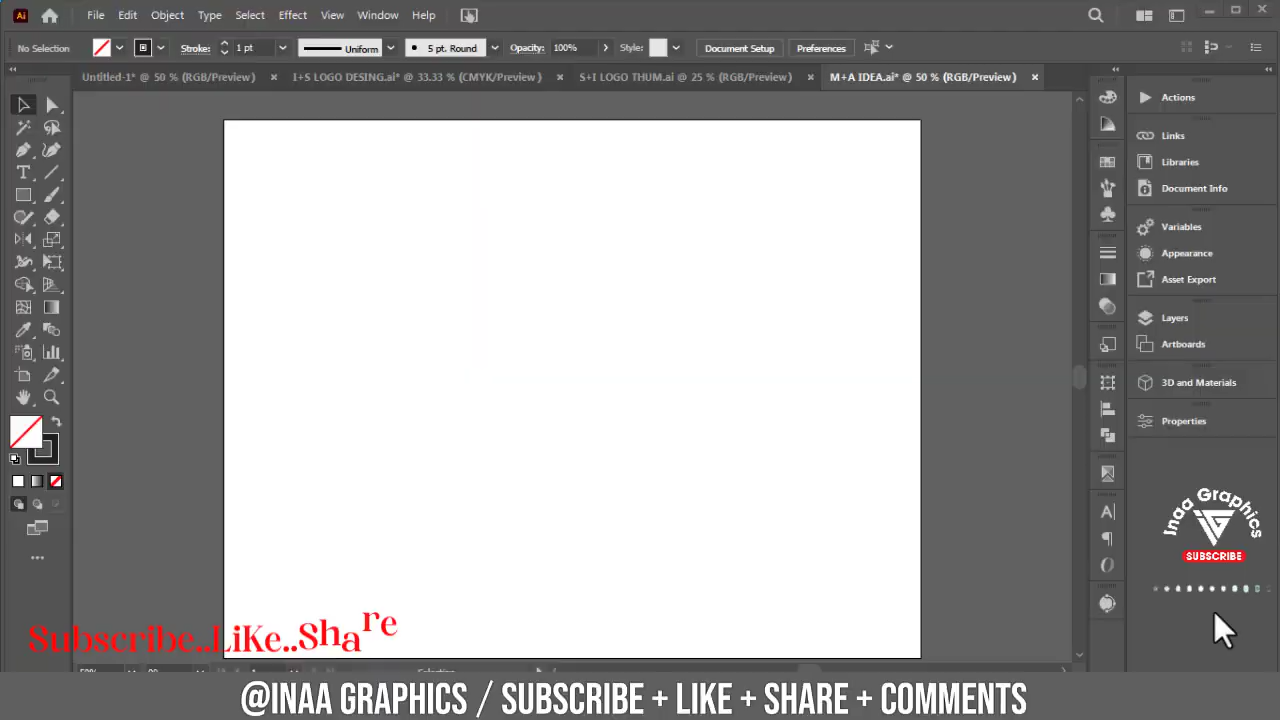 Ai File Edit Object Type Select Effect View Window Help
No Selection Stroke: 1 pt Uniform 5 pt. Round Opacity: 100% Style: Document Setup Preferences
Untitled-1* @ 50 % (RGB/Preview) I+S LOGO DESING.ai* @ 33.33 % (CMYK/Preview) S+I LOGO THUM.ai @ 25 % (RGB/Preview) M+A IDEA.ai* @ 50 % (RGB/Preview)
Actions
Links
Libraries
Document Info
Variables
Appearance
Asset Export
Layers
Artboards
3D and Materials
Properties
Inaa Graphics
SUBSCRIBE
Subscribe..LiKe..Share
@INAA GRAPHICS / SUBSCRIBE + LIKE + SHARE + COMMENTS